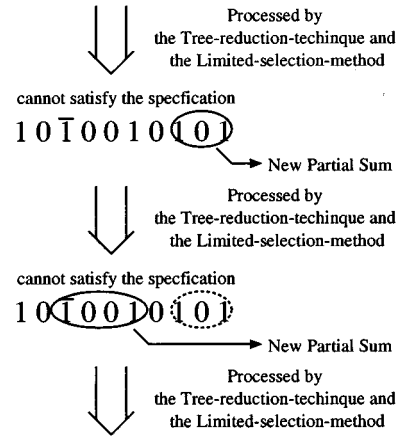 Processed by
the Tree-reduction-techinque and
the Limited-selection-method
cannot satisfy the specfication
1 0 1̅ 0 0 1 0 1 0 1
New Partial Sum
Processed by
the Tree-reduction-techinque and
the Limited-selection-method
cannot satisfy the specfication
1 0 1̅ 0 0 1 0 1 0 1
New Partial Sum
Processed by
the Tree-reduction-techinque and
the Limited-selection-method